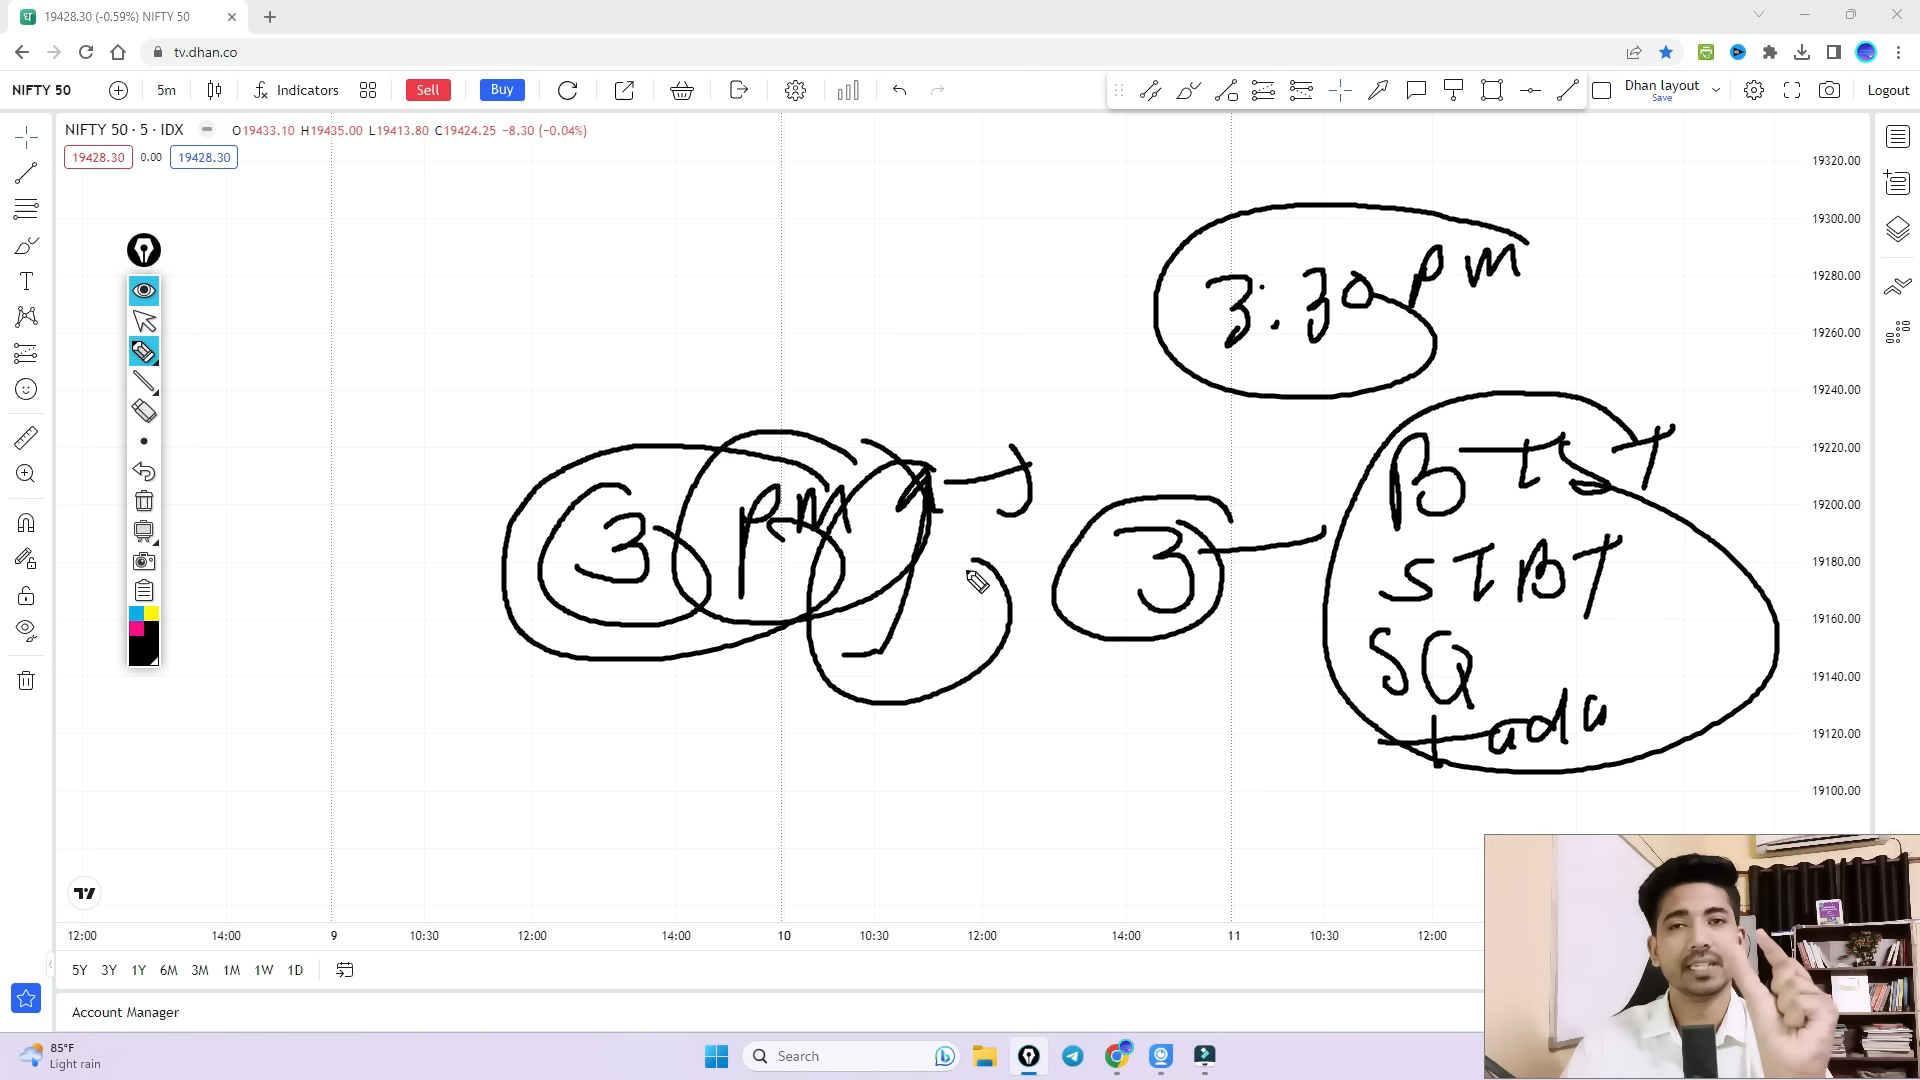 19428.30 (-0.59%) NIFTY 50
tv.dhan.co
NIFTY 50
5m
Indicators
Sell
Buy
Dhan layout
Save
Logout
NIFTY 50 · 5 · IDX
O19433.10 H19435.00 L19413.80 C19424.25 −8.30 (−0.04%)
19428.30 0.00 19428.30
19320.00
19300.00
19280.00
19260.00
19240.00
19220.00
19200.00
19180.00
19160.00
19140.00
19120.00
19100.00
3:30 PM
3 PM
3
BTST
STBT
SQ
12:00 14:00 9 10:30 12:00 14:00 10 10:30 12:00 14:00 11 10:30 12:00
5Y 3Y 1Y 6M 3M 1M 1W 1D
Account Manager
85°F
Light rain
Search